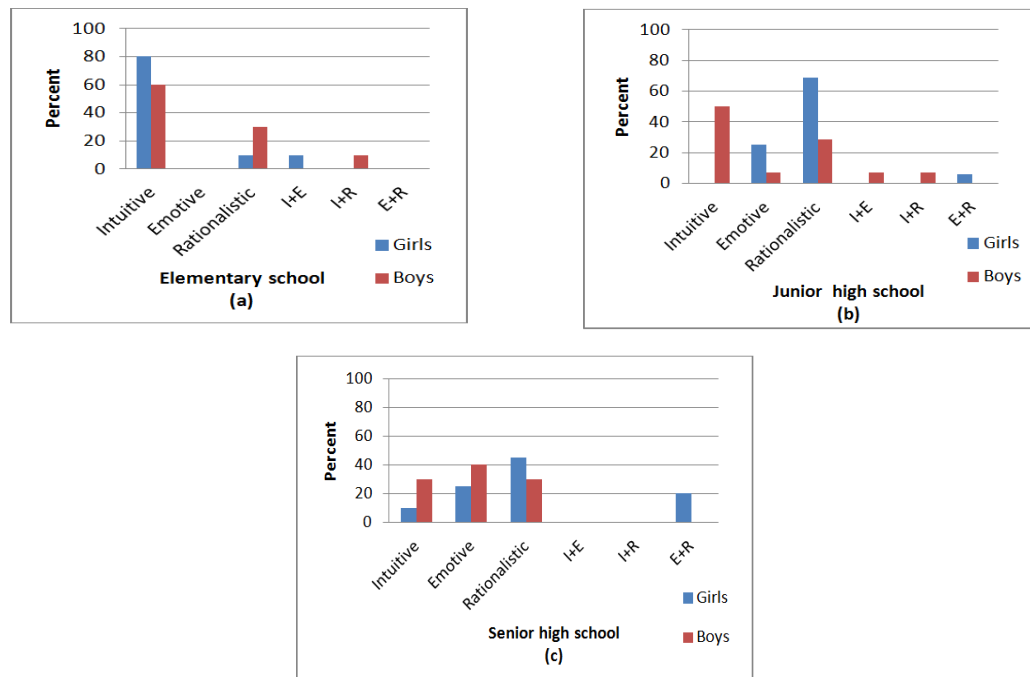 100
80
60
40
20
0
Percent
Intuitive
Emotive
Rationalistic
I+E
I+R
E+R
Girls
Boys
Elementary school
(a)
100
80
60
40
20
0
Percent
Intuitive
Emotive
Rationalistic
I+E
I+R
E+R
Girls
Boys
Junior high school
(b)
100
80
60
40
20
0
Percent
Intuitive
Emotive
Rationalistic
I+E
I+R
E+R
Girls
Boys
Senior high school
(c)